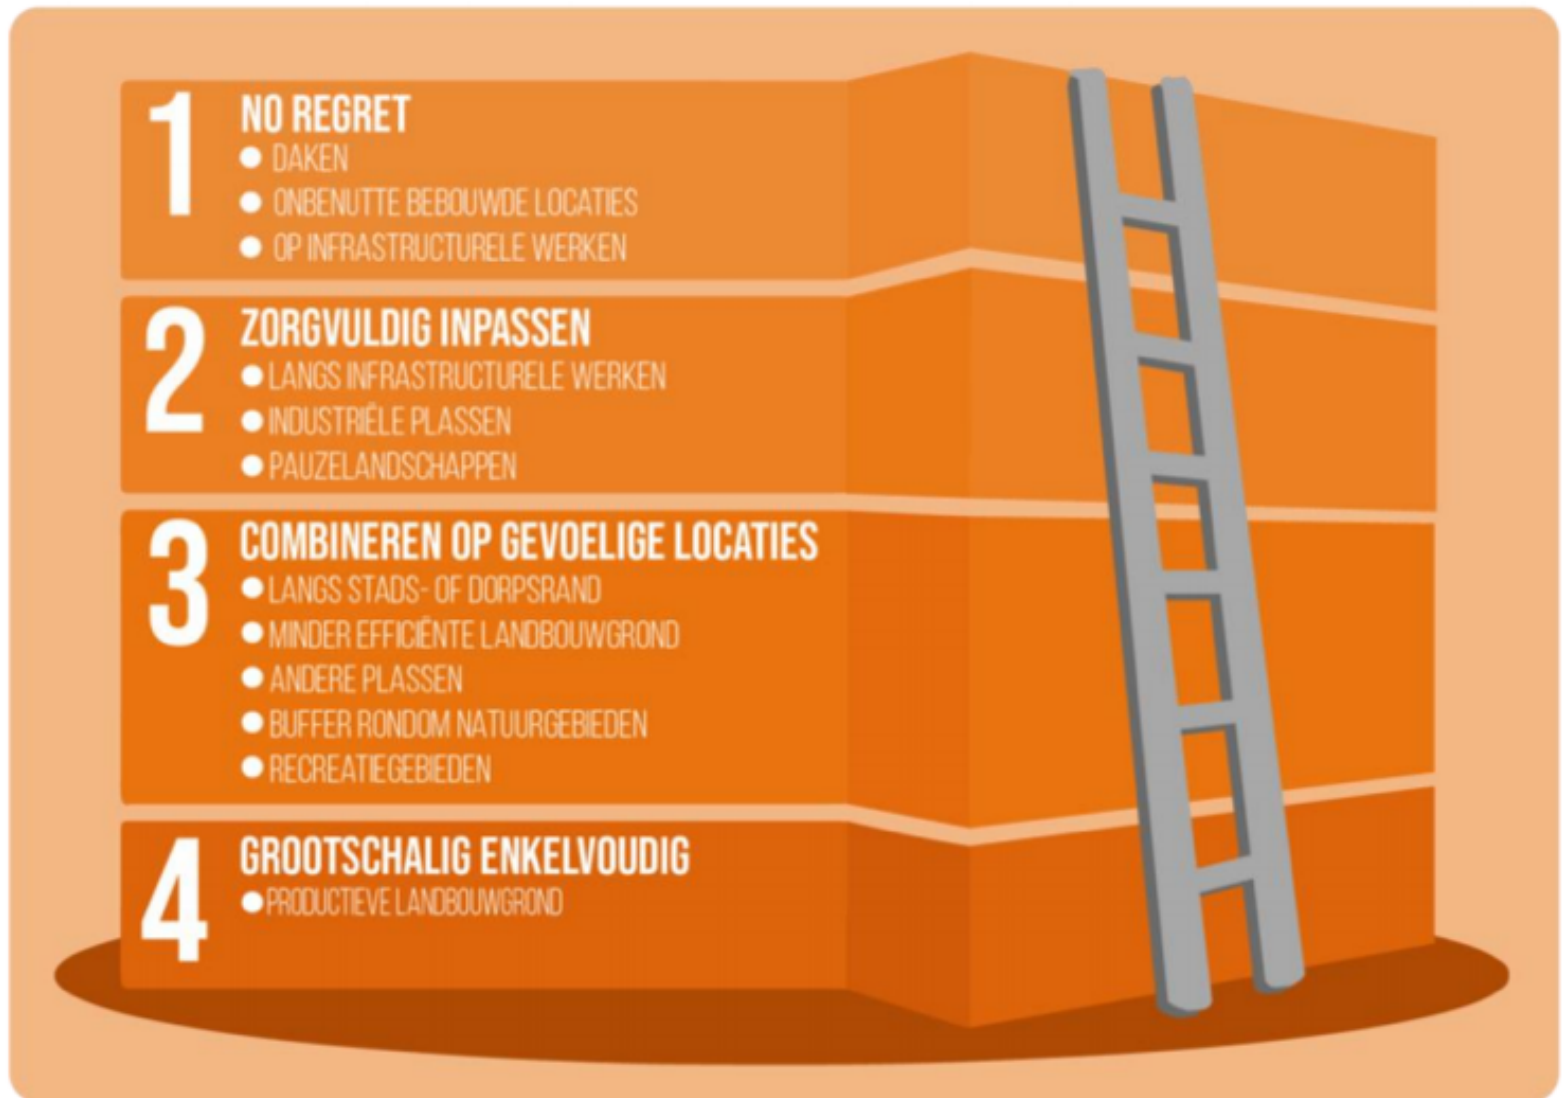 1
NO REGRET
● DAKEN
● ONBENUTTE BEBOUWDE LOCATIES
● OP INFRASTRUCTURELE WERKEN
2
ZORGVULDIG INPASSEN
● LANGS INFRASTRUCTURELE WERKEN
● INDUSTRIËLE PLASSEN
● PAUZELANDSCHAPPEN
3
COMBINEREN OP GEVOELIGE LOCATIES
● LANGS STADS- OF DORPSRAND
● MINDER EFFICIËNTE LANDBOUWGROND
● ANDERE PLASSEN
● BUFFER RONDOM NATUURGEBIEDEN
● RECREATIEGEBIEDEN
4
GROOTSCHALIG ENKELVOUDIG
● PRODUCTIEVE LANDBOUWGROND